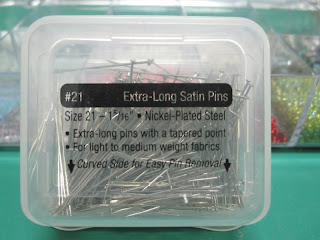 #21 Extra-Long Satin Pins
Size 21 – 1 5/16" • Nickel-Plated Steel
• Extra-long pins with a tapered point
• For light to medium weight fabrics
Curved Side for Easy Pin Removal